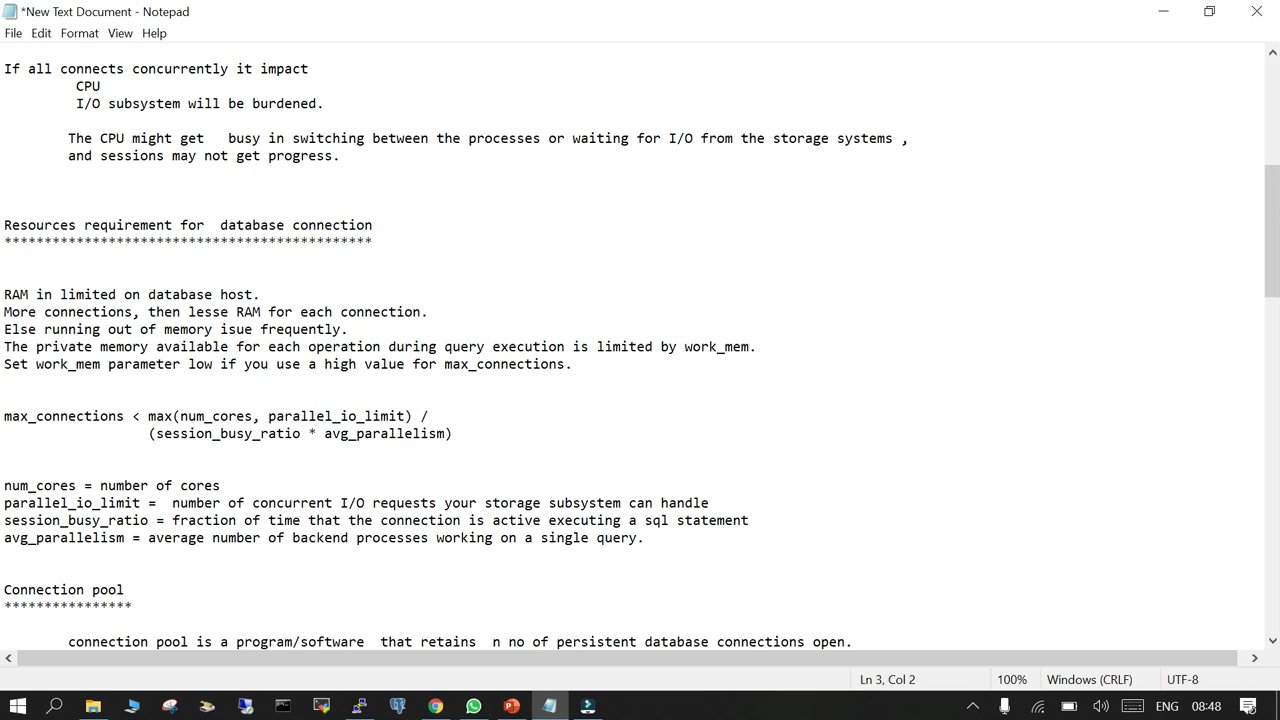 *New Text Document - Notepad
File Edit Format View Help
If all connects concurrently it impact
CPU
I/O subsystem will be burdened.
The CPU might get   busy in switching between the processes or waiting for I/O from the storage systems ,
and sessions may not get progress.
Resources requirement for  database connection
**********************************************
RAM in limited on database host.
More connections, then lesse RAM for each connection.
Else running out of memory isue frequently.
The private memory available for each operation during query execution is limited by work_mem.
Set work_mem parameter low if you use a high value for max_connections.
max_connections < max(num_cores, parallel_io_limit) /
(session_busy_ratio * avg_parallelism)
num_cores = number of cores
parallel_io_limit =  number of concurrent I/O requests your storage subsystem can handle
session_busy_ratio = fraction of time that the connection is active executing a sql statement
avg_parallelism = average number of backend processes working on a single query.
Connection pool
****************
connection pool is a program/software  that retains  n no of persistent database connections open.
Ln 3, Col 2 100% Windows (CRLF) UTF-8
ENG 08:48